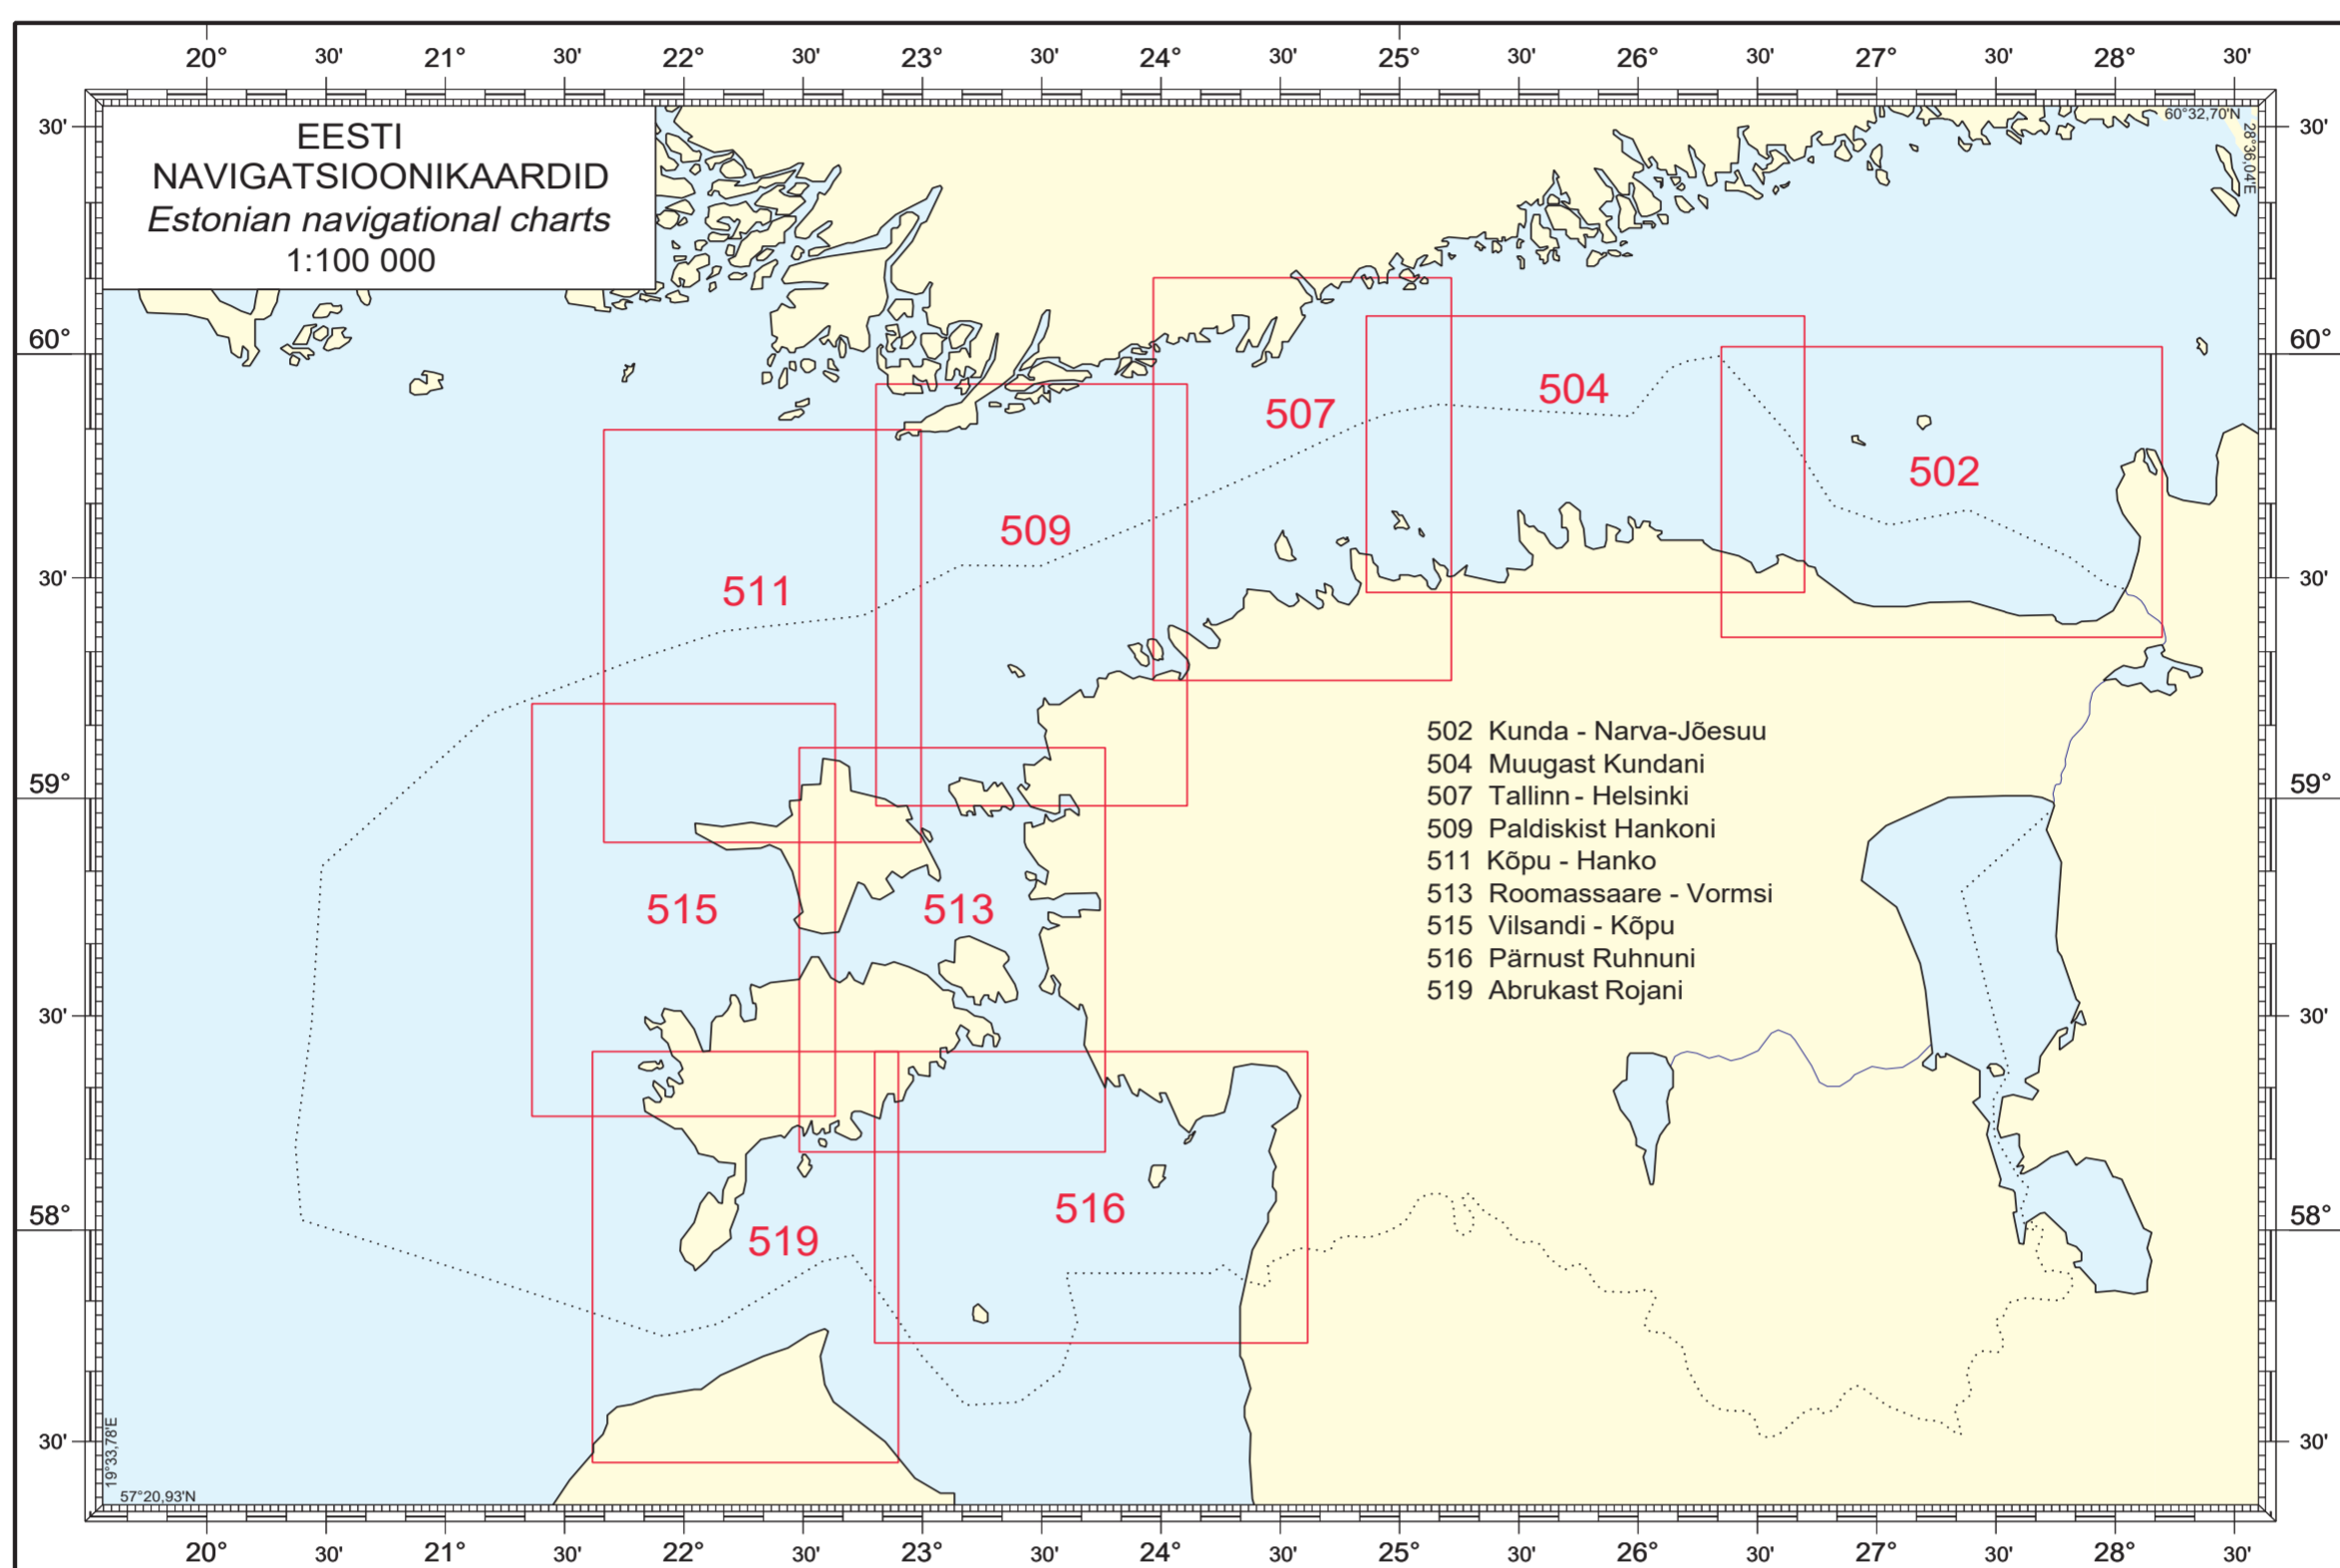 20° 30' 21° 30' 22° 30' 23° 30' 24° 30' 25° 30' 26° 30' 27° 30' 28° 30'
EESTI
NAVIGATSIOONIKAARDID
Estonian navigational charts
1:100 000
60°32,70'N
28°36,04'E
30' 30'
60° 60°
504
507
502
509
30' 30'
511
502 Kunda - Narva-Jõesuu
504 Muugast Kundani
507 Tallinn - Helsinki
59° 59°
509 Paldiskist Hankoni
511 Kõpu - Hanko
513 Roomassaare - Vormsi
515 513
515 Vilsandi - Kõpu
516 Pärnust Ruhnuni
519 Abrukast Rojani
30' 30'
516
58° 58°
519
30' 30'
19°33,78'E
57°20,93'N
20° 30' 21° 30' 22° 30' 23° 30' 24° 30' 25° 30' 26° 30' 27° 30' 28° 30'